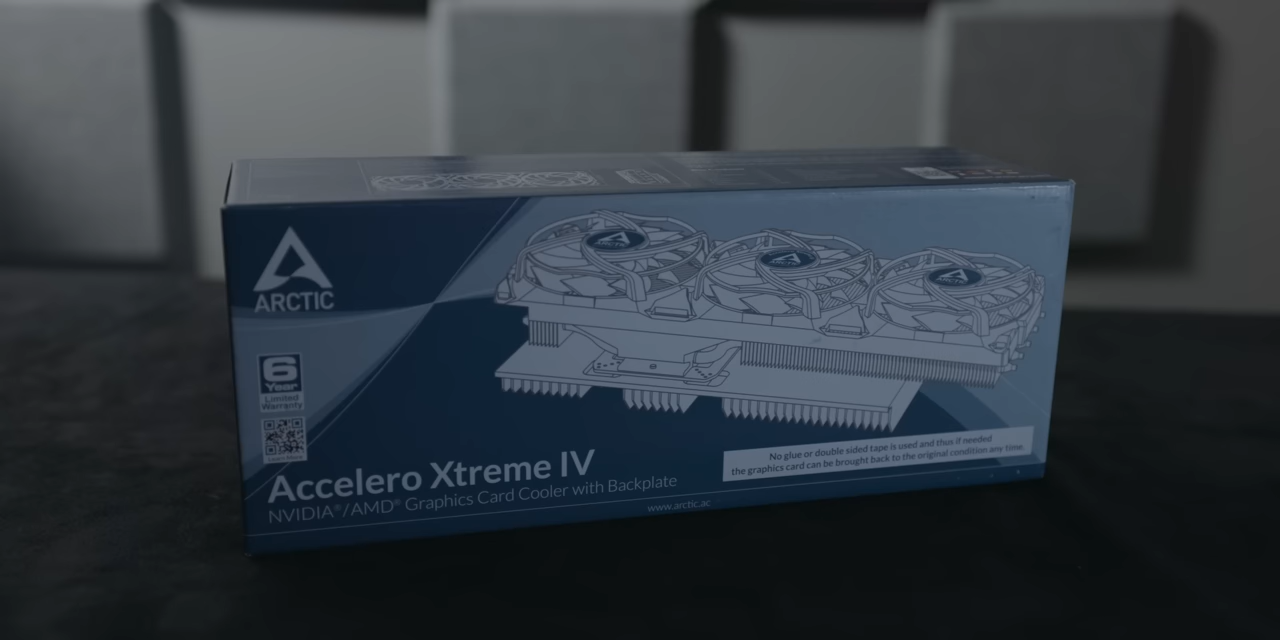 ARCTIC
6
Year
Limited
Warranty
Accelero Xtreme IV
NVIDIA®/AMD® Graphics Card Cooler with Backplate
No glue or double sided tape is used and thus if needed
the graphics card can be brought back to the original condition any time.
www.arctic.ac